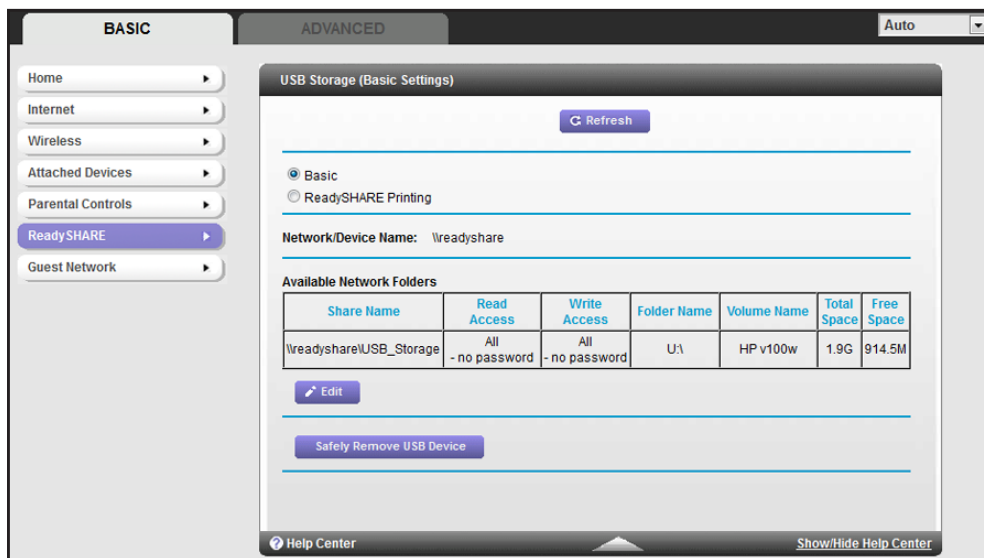 BASIC
ADVANCED
Auto
Home
Internet
Wireless
Attached Devices
Parental Controls
ReadySHARE
Guest Network
USB Storage (Basic Settings)
Refresh
Basic
ReadySHARE Printing
Network/Device Name: \\readyshare
Available Network Folders
Share Name Read Access Write Access Folder Name Volume Name Total Space Free Space
\\readyshare\USB_Storage All - no password All - no password U:\ HP v100w 1.9G 914.5M
Edit
Safely Remove USB Device
? Help Center Show/Hide Help Center